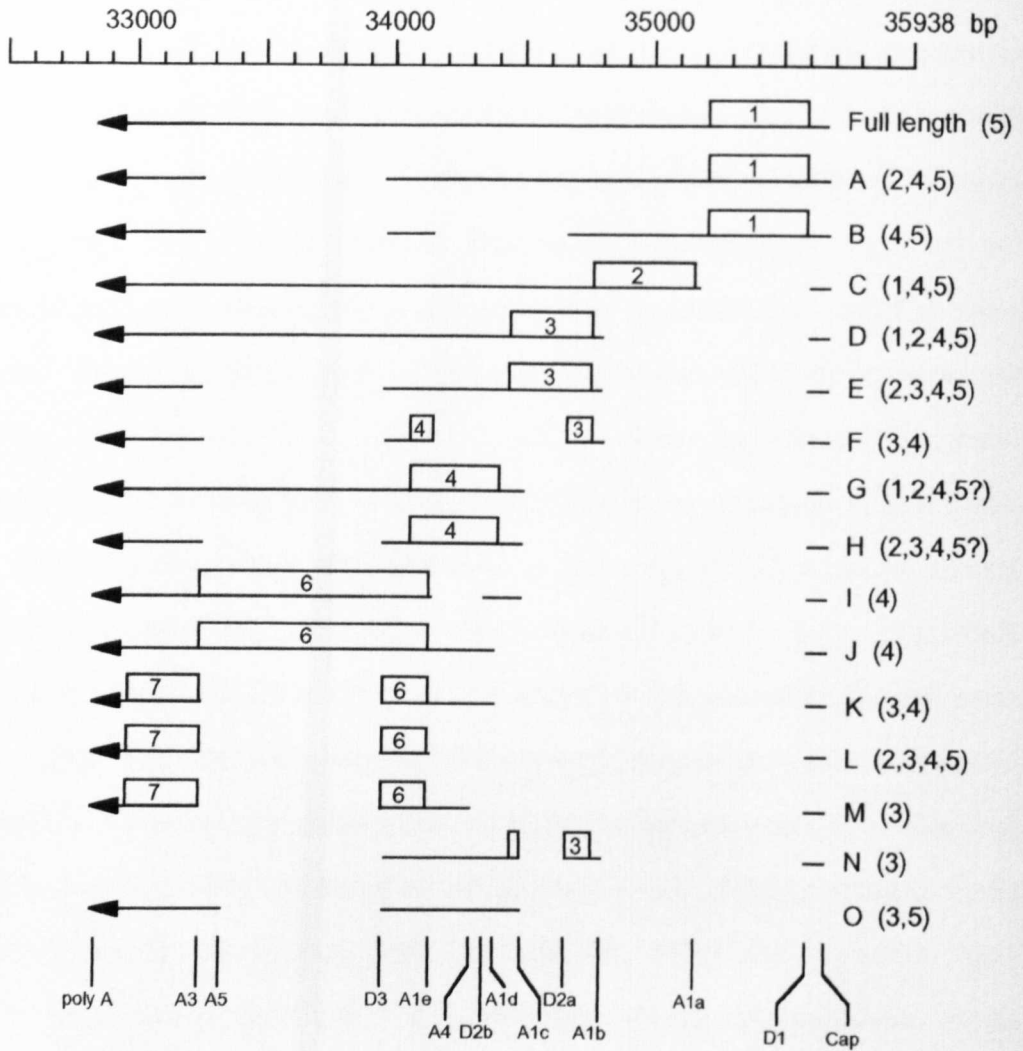 33000 34000 35000 35938 bp
1 Full length (5)
1 A (2,4,5)
1 B (4,5)
2 C (1,4,5)
3 D (1,2,4,5)
3 E (2,3,4,5)
4 3 F (3,4)
4 G (1,2,4,5?)
4 H (2,3,4,5?)
6 I (4)
6 J (4)
7 6 K (3,4)
7 6 L (2,3,4,5)
7 6 M (3)
3 N (3)
O (3,5)
poly A A3 A5 D3 A1e A1d D2a A1a
A4 D2b A1c A1b D1 Cap